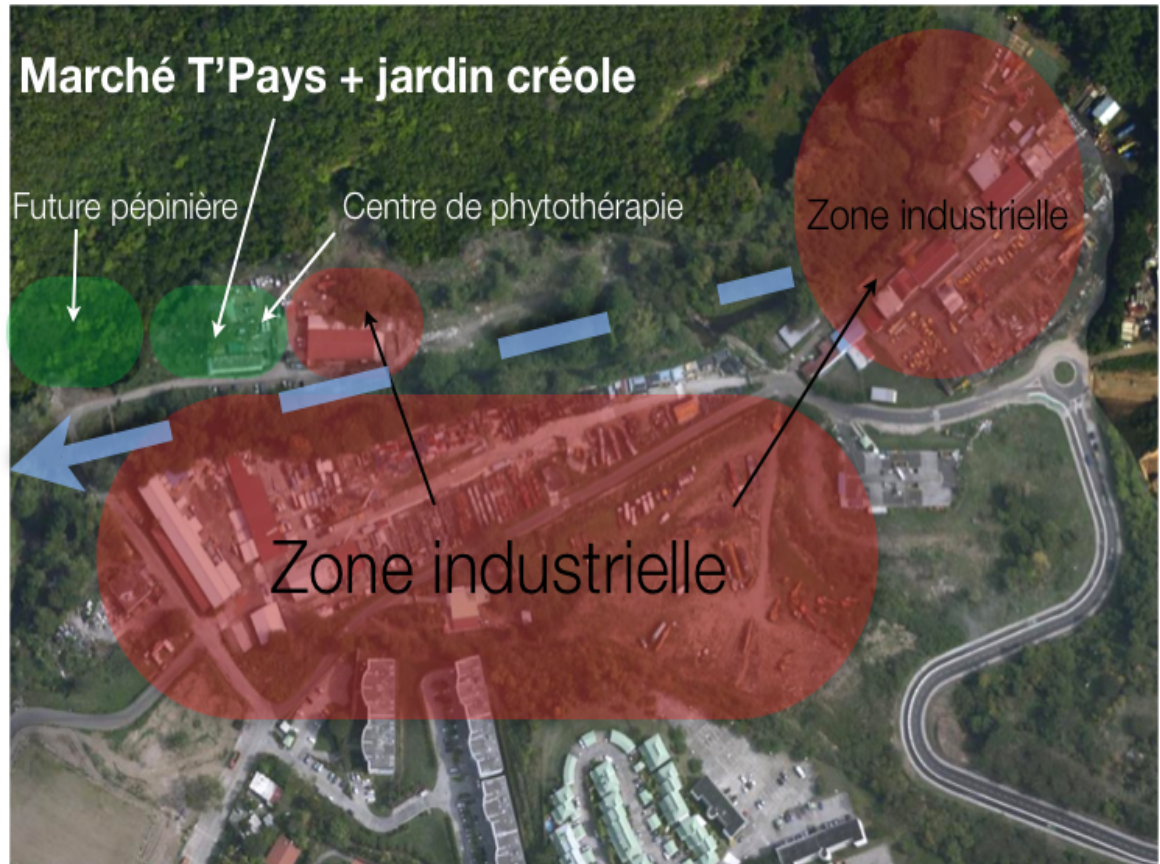 Marché T'Pays + jardin créole
Future pépinière
Centre de phytothérapie
Zone industrielle
Zone industrielle